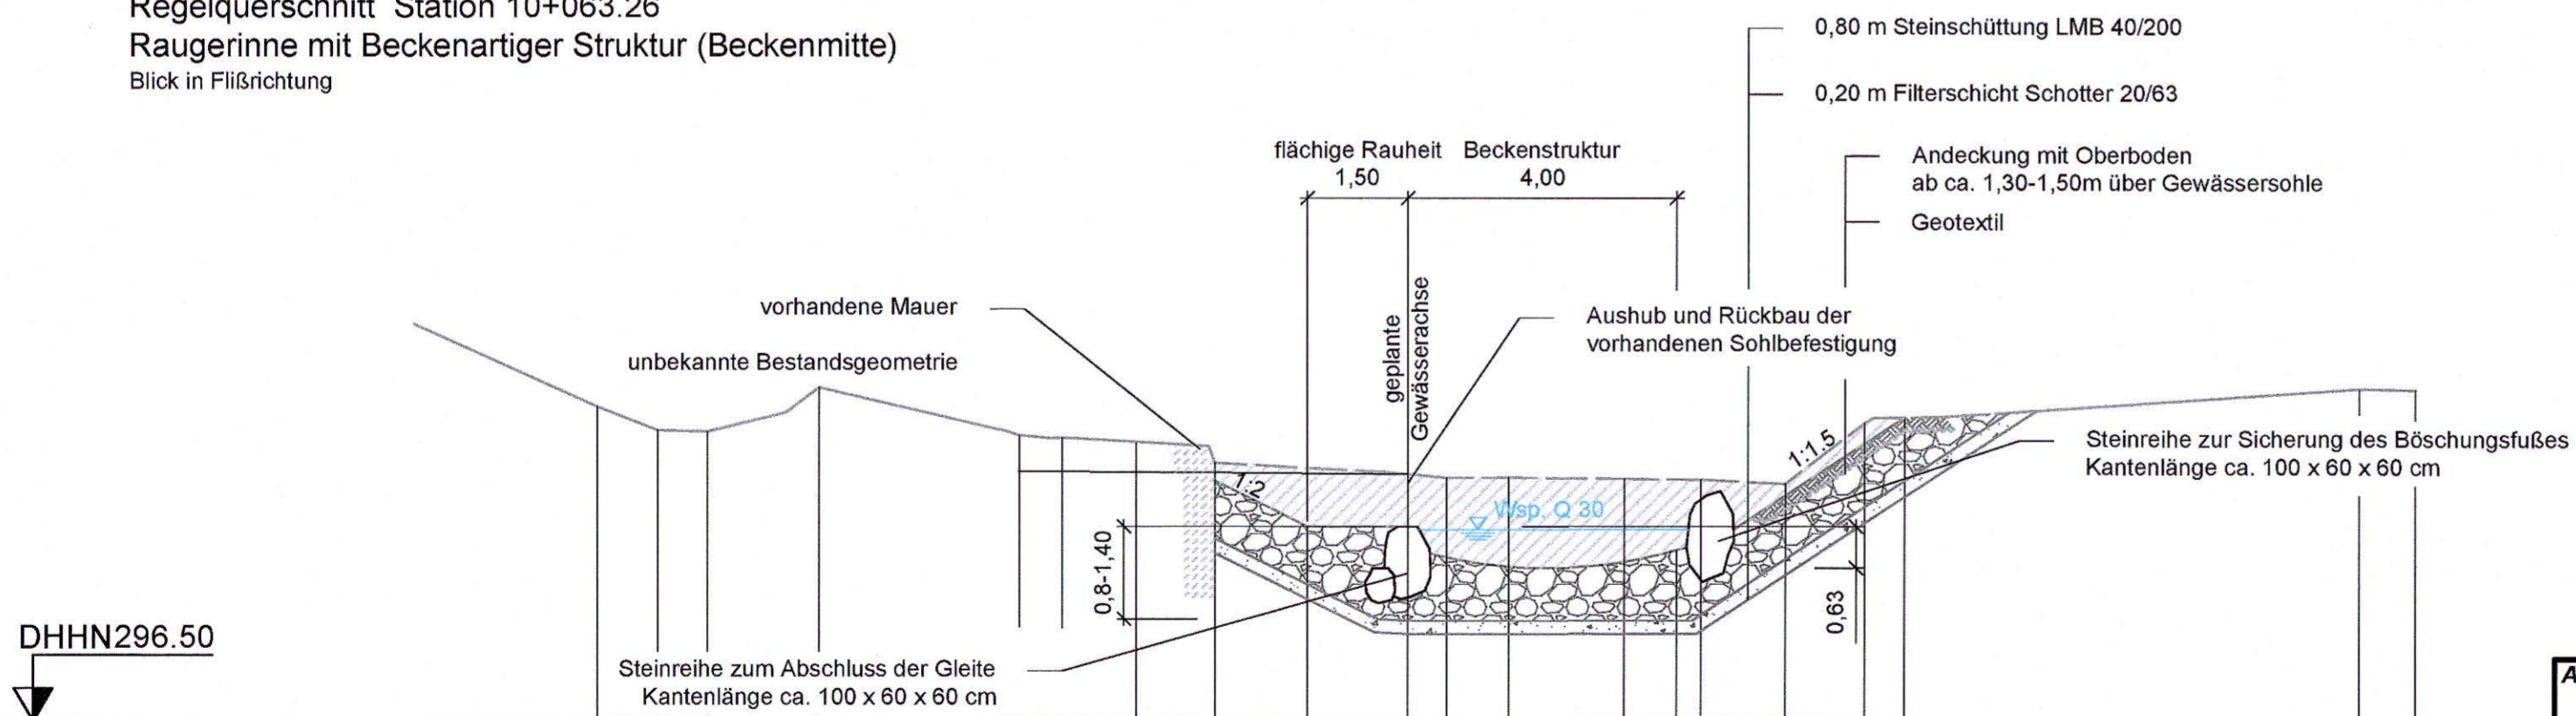 Regelquerschnitt Station 10+063.26
Raugerinne mit Beckenartiger Struktur (Beckenmitte)
Blick in Flißrichtung
0,80 m Steinschüttung LMB 40/200
0,20 m Filterschicht Schotter 20/63
flächige Rauheit Beckenstruktur
1,50 4,00
Andeckung mit Oberboden
ab ca. 1,30-1,50m über Gewässersohle
Geotextil
vorhandene Mauer
unbekannte Bestandsgeometrie
geplante
Gewässerachse
Aushub und Rückbau der
vorhandenen Sohlbefestigung
1:1.5
Steinreihe zur Sicherung des Böschungsfußes
Kantenlänge ca. 100 x 60 x 60 cm
1:2
Wsp. Q 30
0,8-1,40
0,63
DHHN296.50
Steinreihe zum Abschluss der Gleite
Kantenlänge ca. 100 x 60 x 60 cm